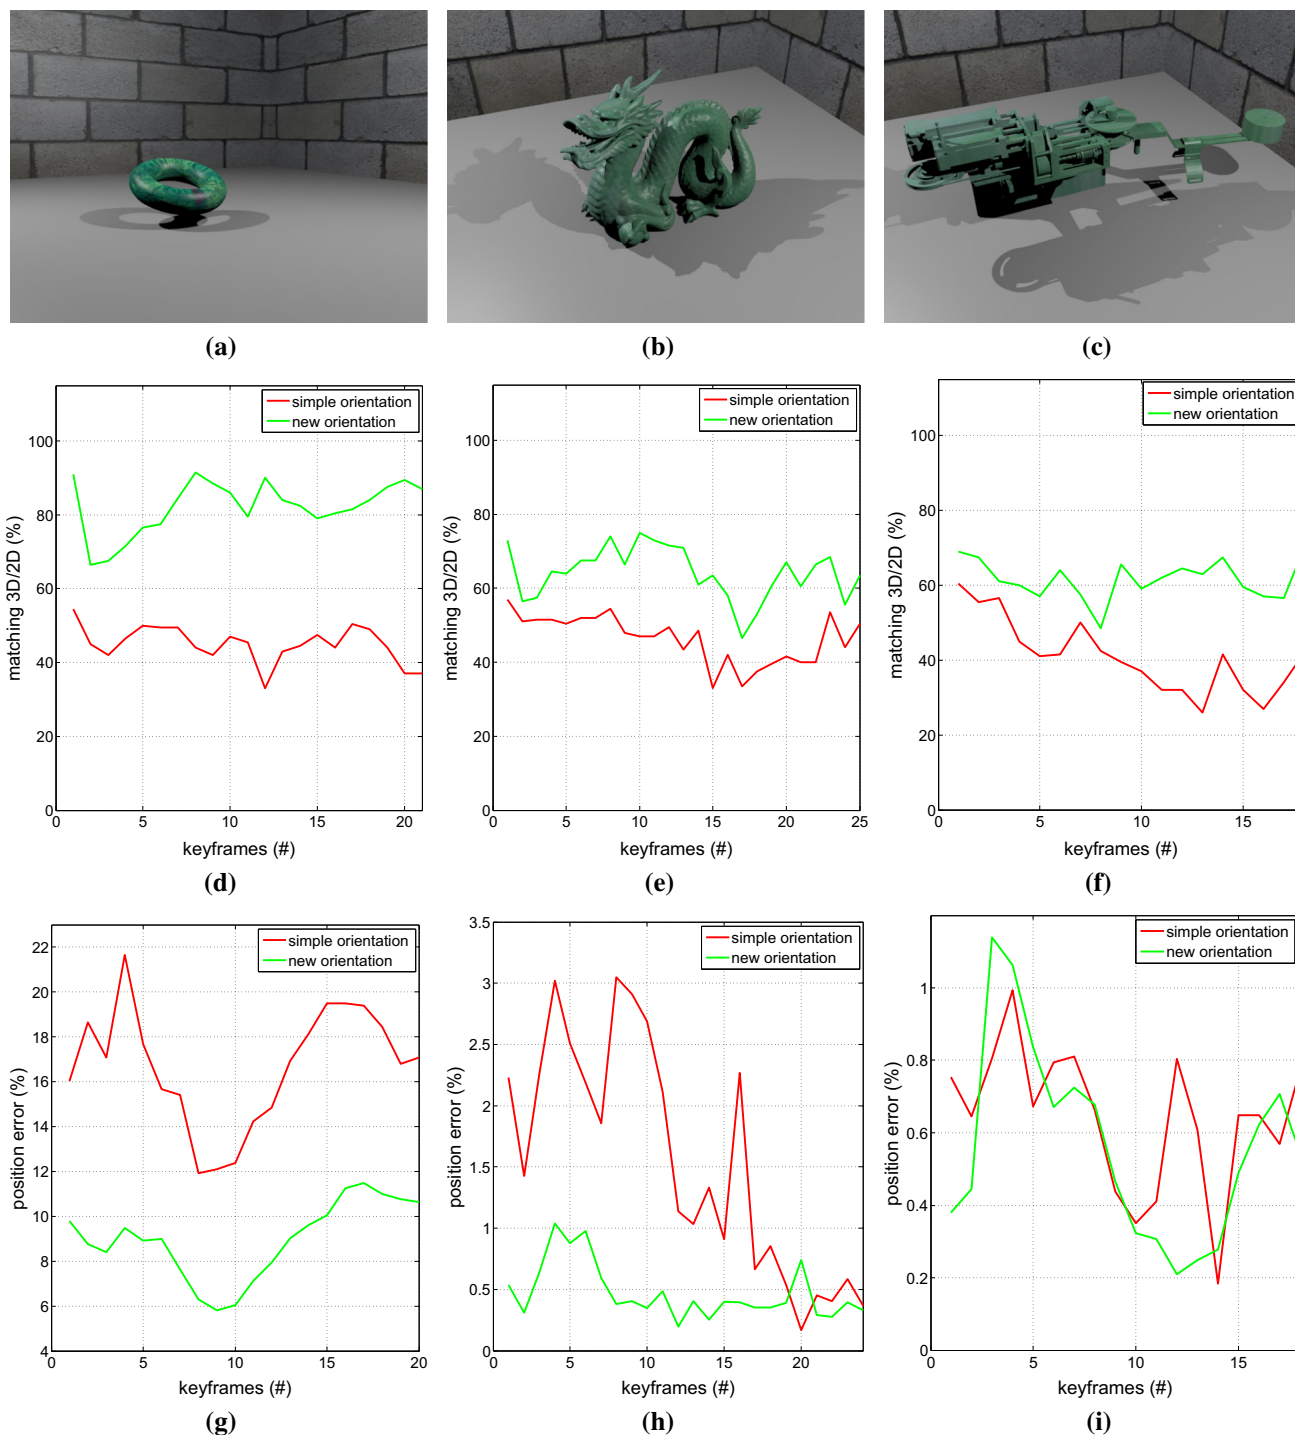 (a) (b) (c)
simple orientation
new orientation
matching 3D/2D (%)
100
80
60
40
20
0
0 5 10 15 20
keyframes (#)
(d)
simple orientation
new orientation
matching 3D/2D (%)
100
80
60
40
20
0
0 5 10 15 20 25
keyframes (#)
(e)
simple orientation
new orientation
matching 3D/2D (%)
100
80
60
40
20
0
0 5 10 15
keyframes (#)
(f)
simple orientation
new orientation
position error (%)
22
20
18
16
14
12
10
8
6
4
0 5 10 15 20
keyframes (#)
(g)
simple orientation
new orientation
position error (%)
3.5
3
2.5
2
1.5
1
0.5
0
0 5 10 15 20
keyframes (#)
(h)
simple orientation
new orientation
position error (%)
1
0.8
0.6
0.4
0.2
0
0 5 10 15
keyframes (#)
(i)